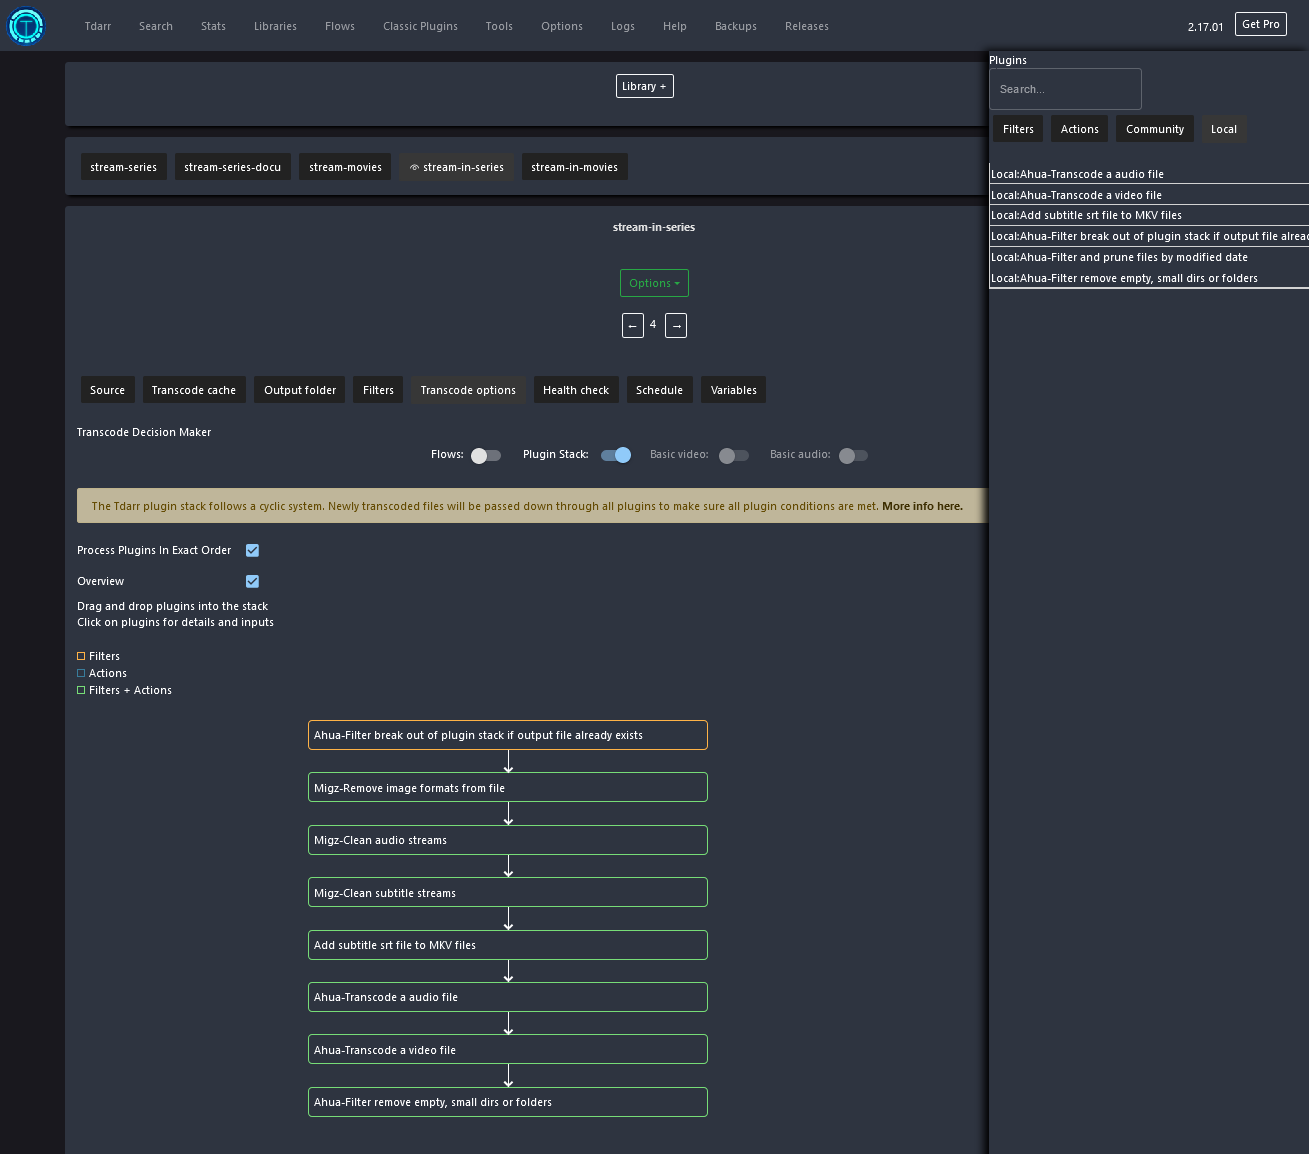 Tdarr Search Stats Libraries Flows Classic Plugins Tools Options Logs Help Backups Releases 2.17.01 Get Pro
Library +
stream-series stream-series-docu stream-movies stream-in-series stream-in-movies
stream-in-series
Options
← 4 →
Source Transcode cache Output folder Filters Transcode options Health check Schedule Variables
Transcode Decision Maker
Flows: Plugin Stack: Basic video: Basic audio:
The Tdarr plugin stack follows a cyclic system. Newly transcoded files will be passed down through all plugins to make sure all plugin conditions are met. More info here.
Process Plugins In Exact Order
Overview
Drag and drop plugins into the stack
Click on plugins for details and inputs
Filters
Actions
Filters + Actions
Ahua-Filter break out of plugin stack if output file already exists
Migz-Remove image formats from file
Migz-Clean audio streams
Migz-Clean subtitle streams
Add subtitle srt file to MKV files
Ahua-Transcode a audio file
Ahua-Transcode a video file
Ahua-Filter remove empty, small dirs or folders
Plugins
Search...
Filters Actions Community Local
Local:Ahua-Transcode a audio file
Local:Ahua-Transcode a video file
Local:Add subtitle srt file to MKV files
Local:Ahua-Filter break out of plugin stack if output file alrea
Local:Ahua-Filter and prune files by modified date
Local:Ahua-Filter remove empty, small dirs or folders